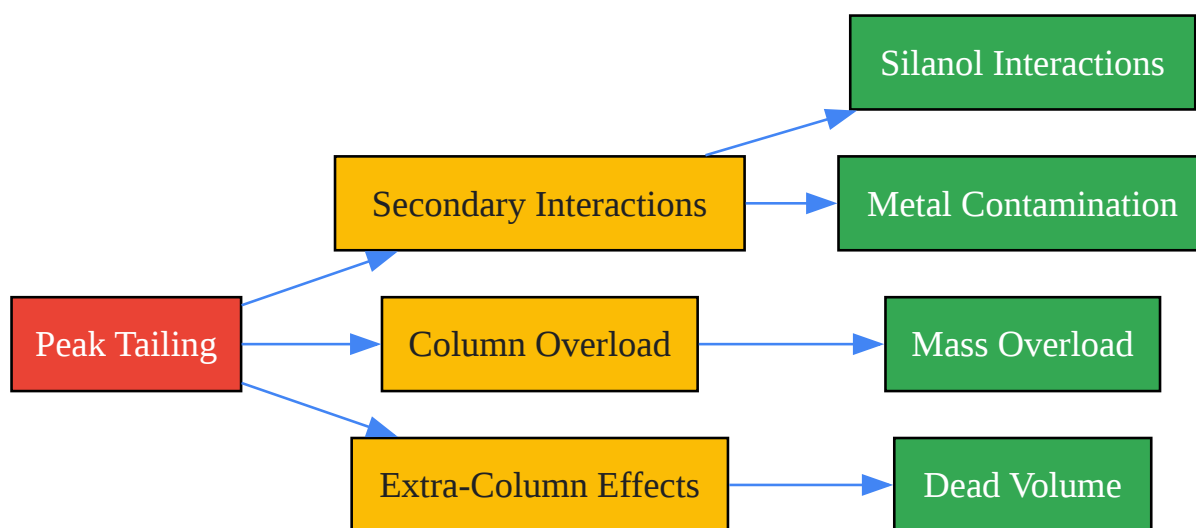 Silanol Interactions
Secondary Interactions
Metal Contamination
Peak Tailing
Column Overload
Mass Overload
Extra-Column Effects
Dead Volume